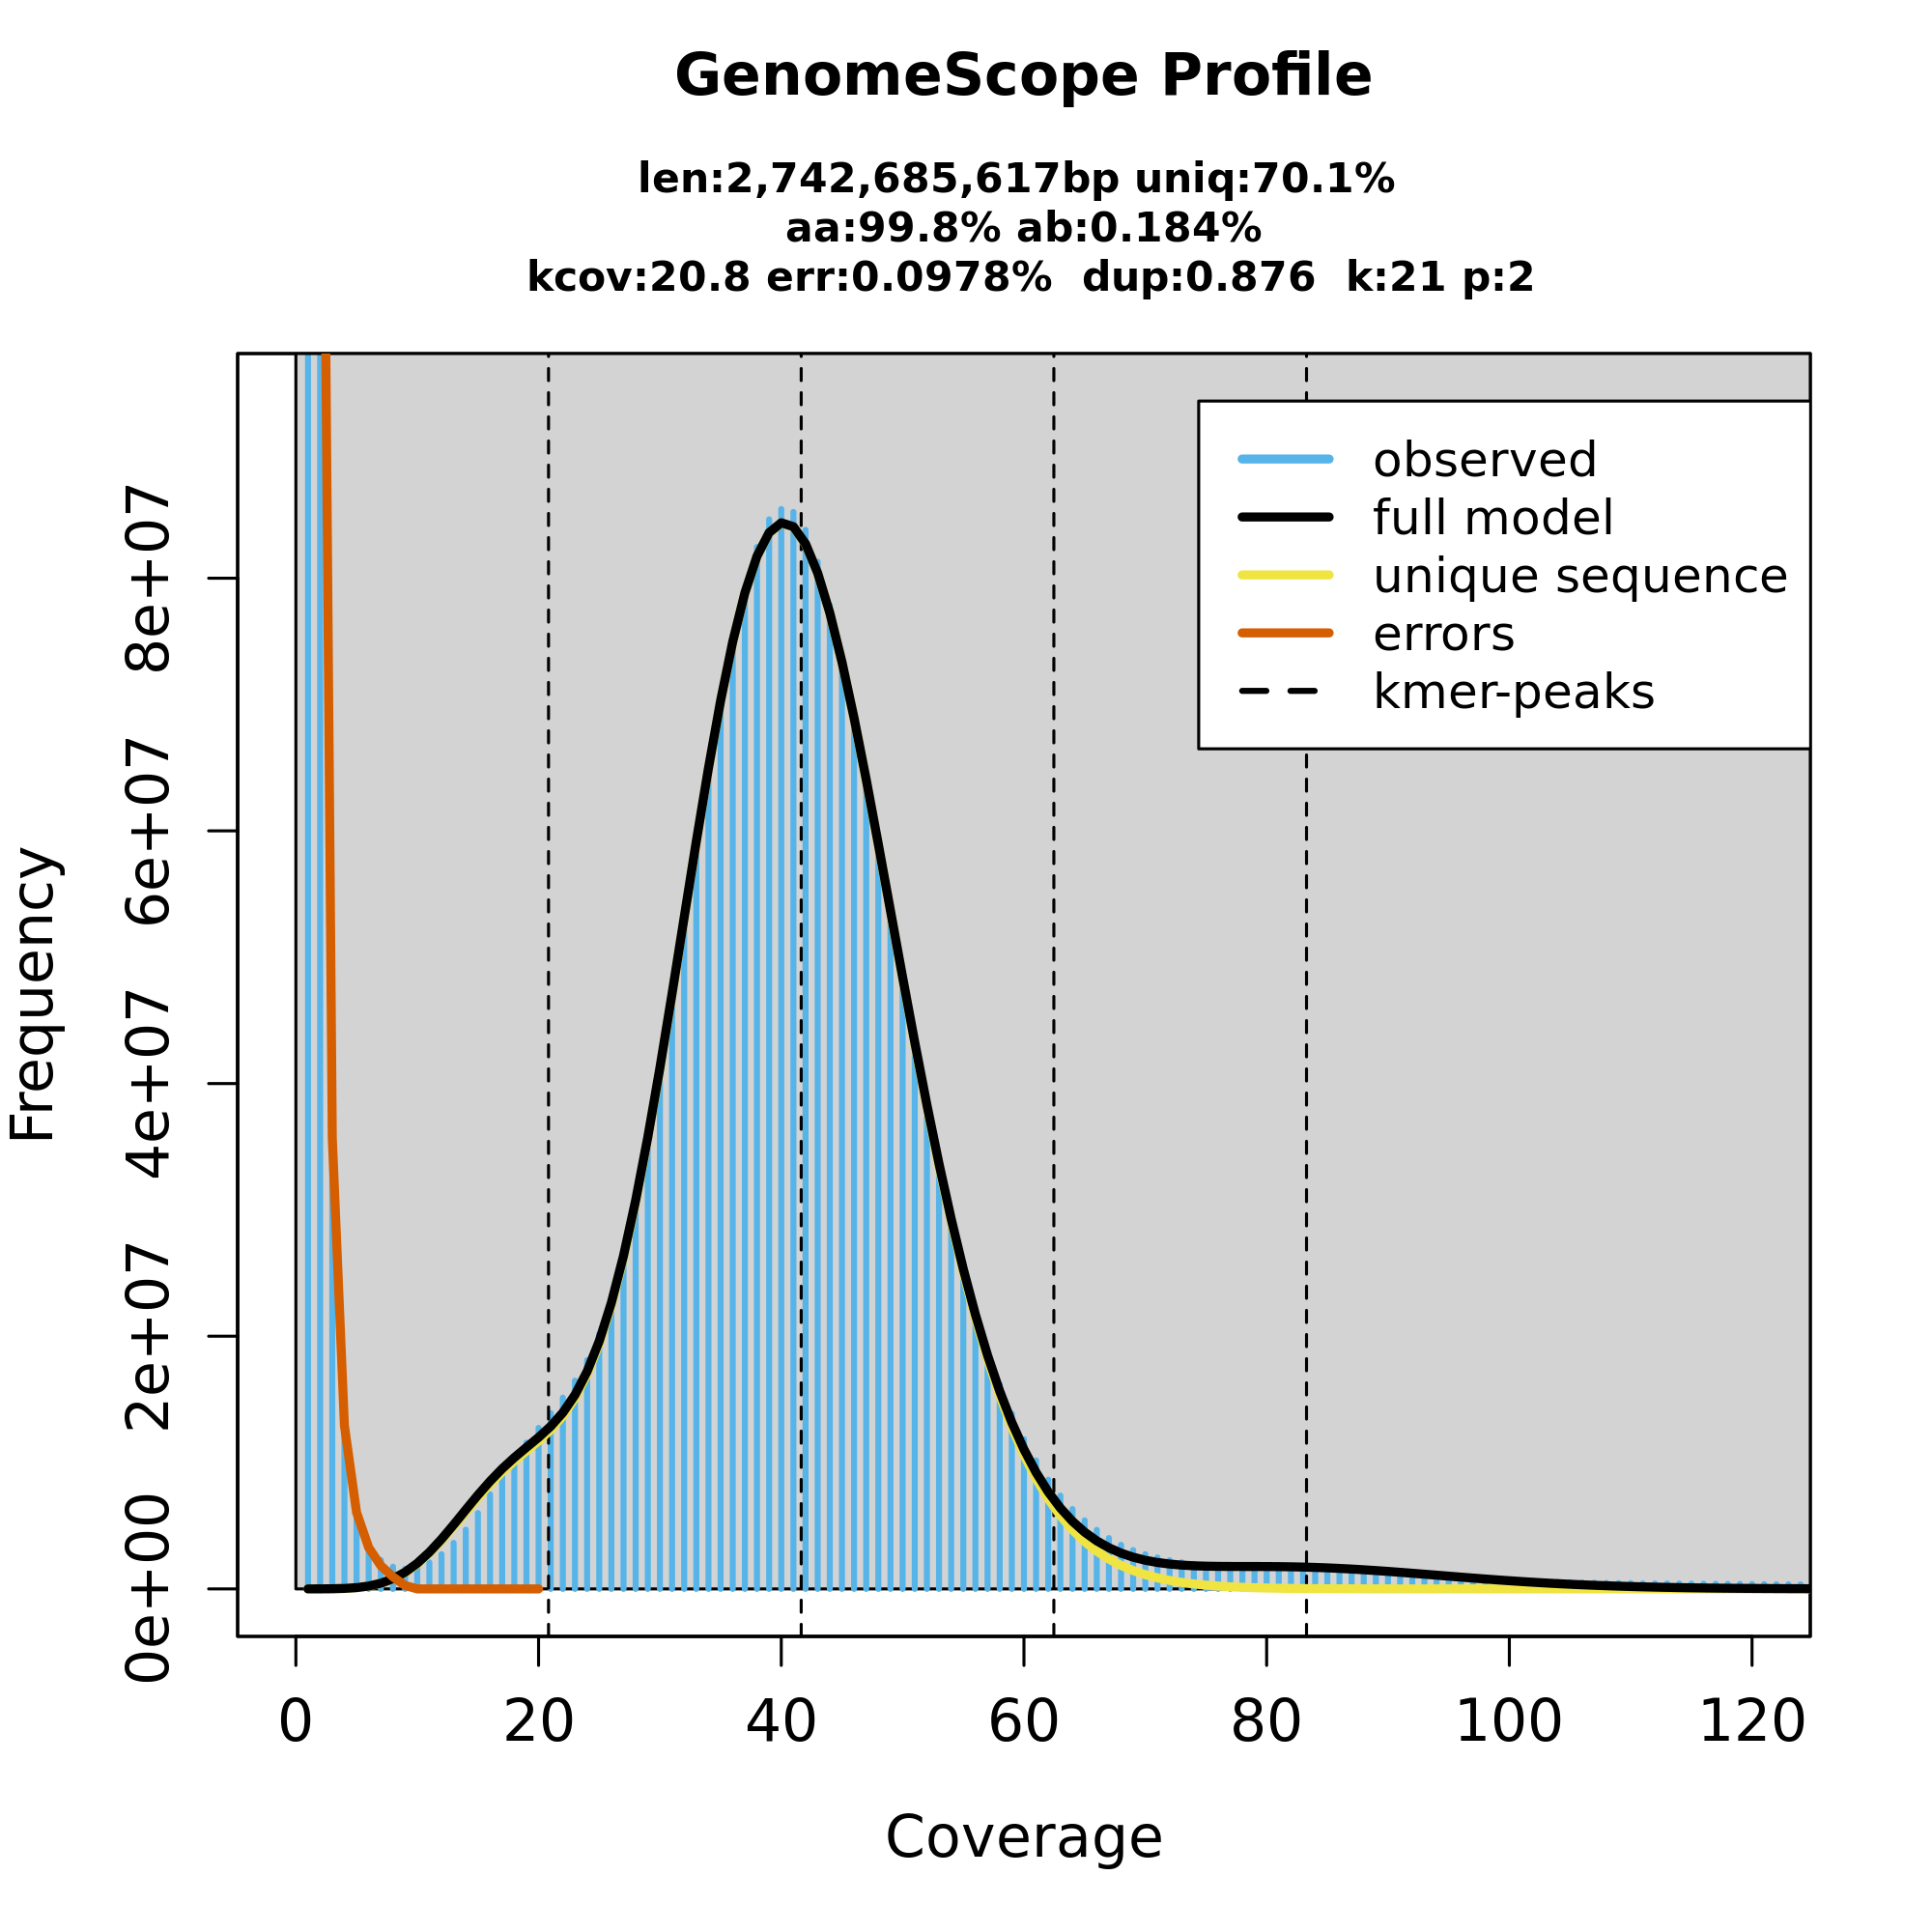 GenomeScope Profile
len:2,742,685,617bp uniq:70.1%
aa:99.8% ab:0.184%
kcov:20.8 err:0.0978% dup:0.876 k:21 p:2
observed
full model
unique sequence
errors
kmer-peaks
Frequency
8e+07
6e+07
4e+07
2e+07
0e+00
0 20 40 60 80 100 120
Coverage